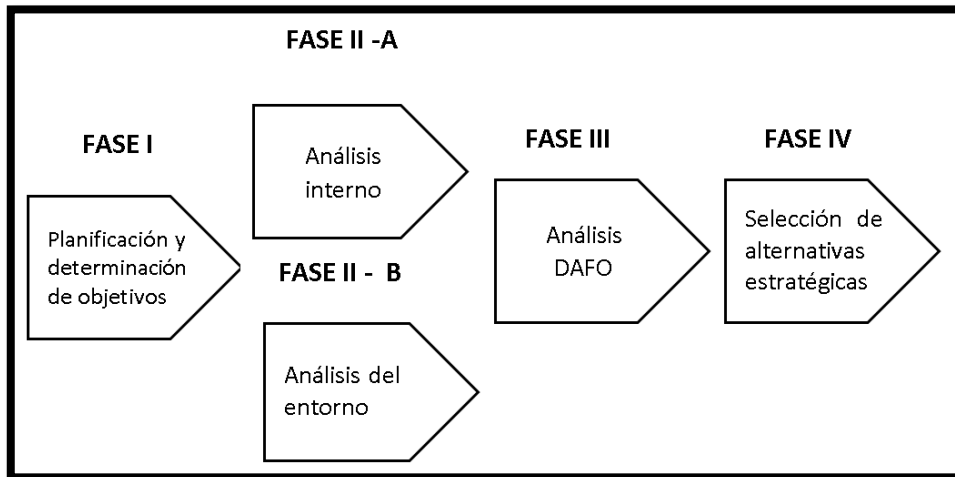 FASE I
Planificación y
determinación
de objetivos
FASE II -A
Análisis
interno
FASE II - B
Análisis del
entorno
FASE III
Análisis
DAFO
FASE IV
Selección de
alternativas
estratégicas